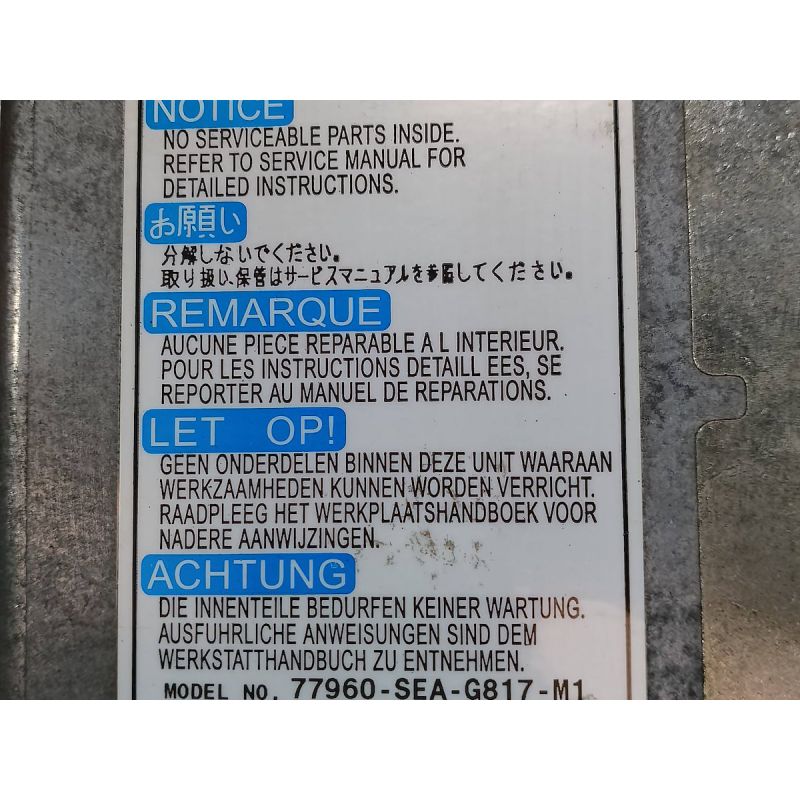 NOTICE
NO SERVICEABLE PARTS INSIDE.
REFER TO SERVICE MANUAL FOR
DETAILED INSTRUCTIONS.
お願い
分解しないでください。
取り扱い、保管はサービスマニュアルを参照してください。
REMARQUE
AUCUNE PIECE REPARABLE A L INTERIEUR.
POUR LES INSTRUCTIONS DETAILL EES, SE
REPORTER AU MANUEL DE REPARATIONS.
LET OP!
GEEN ONDERDELEN BINNEN DEZE UNIT WAARAAN
WERKZAAMHEDEN KUNNEN WORDEN VERRICHT.
RAADPLEEG HET WERKPLAATSHANDBOEK VOOR
NADERE AANWIJZINGEN.
ACHTUNG
DIE INNENTEILE BEDURFEN KEINER WARTUNG.
AUSFUHRLICHE ANWEISUNGEN SIND DEM
WERKSTATTHANDBUCH ZU ENTNEHMEN.
MODEL NO. 77960-SEA-G817-M1